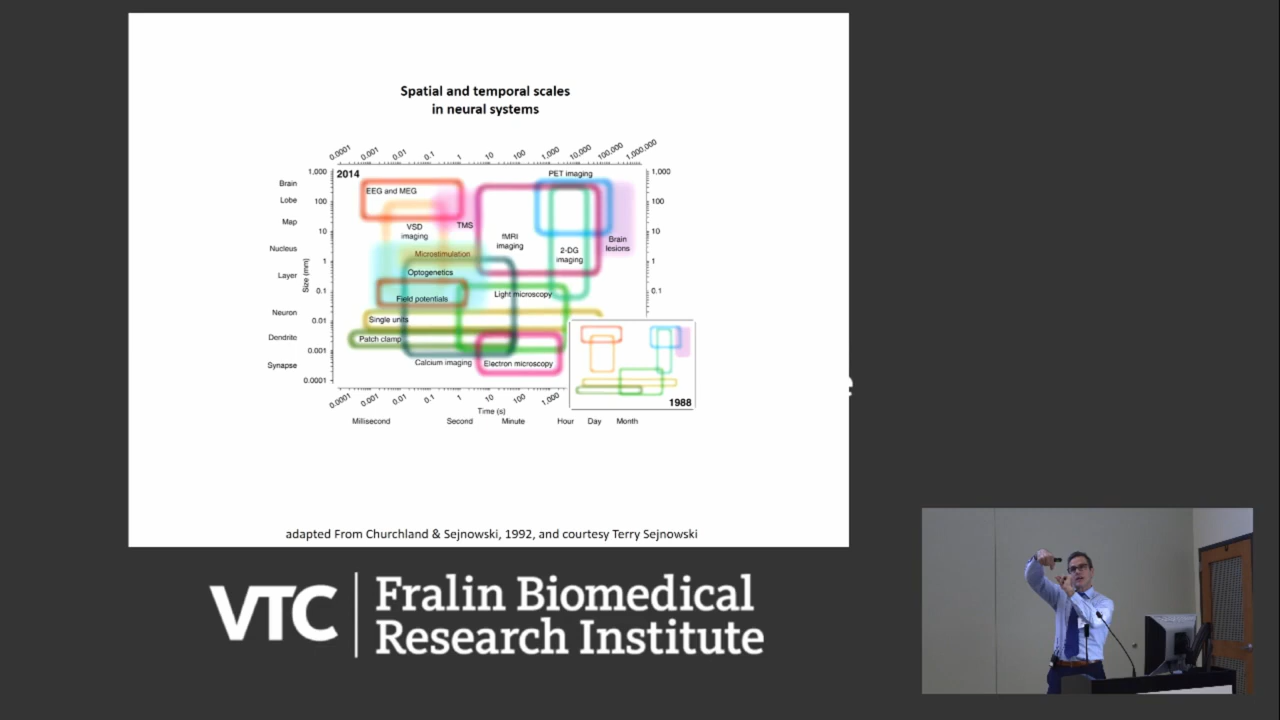 Spatial and temporal scales
in neural systems
0.0001 0.001 0.01 0.1 1 10 100 1,000 10,000 100,000 1,000,000
2014
PET imaging
Brain
Lobe
Map
Nucleus
Layer
Neuron
Dendrite
Synapse
Size (mm)
1,000
100
10
1
0.1
0.01
0.001
0.0001
EEG and MEG
VSD
imaging
TMS
fMRI
imaging
2-DG
imaging
Brain
lesions
Microstimulation
Optogenetics
Field potentials
Light microscopy
Single units
Patch clamp
Calcium imaging
Electron microscopy
1,000
100
10
1
0.1
1988
0.0001 0.001 0.01 0.1 1 10 100 1,000
Time (s)
Millisecond Second Minute Hour Day Month
adapted From Churchland & Sejnowski, 1992, and courtesy Terry Sejnowski
e
VTC
Fralin Biomedical
Research Institute